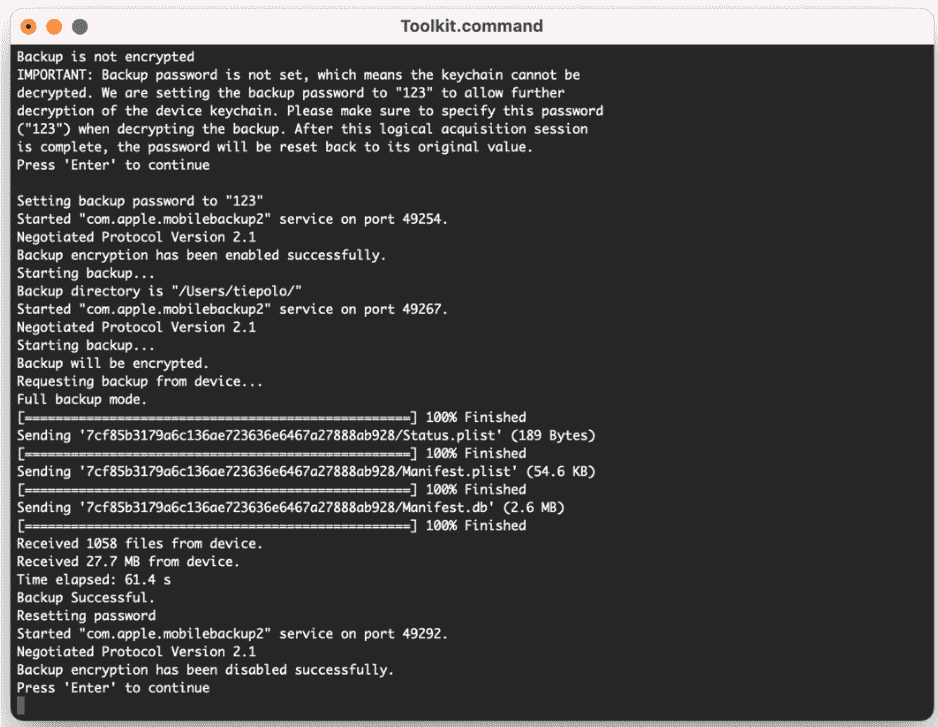 Toolkit.command
Backup is not encrypted
IMPORTANT: Backup password is not set, which means the keychain cannot be
decrypted. We are setting the backup password to "123" to allow further
decryption of the device keychain. Please make sure to specify this password
("123") when decrypting the backup. After this logical acquisition session
is complete, the password will be reset back to its original value.
Press 'Enter' to continue
Setting backup password to "123"
Started "com.apple.mobilebackup2" service on port 49254.
Negotiated Protocol Version 2.1
Backup encryption has been enabled successfully.
Starting backup...
Backup directory is "/Users/tiepolo/"
Started "com.apple.mobilebackup2" service on port 49267.
Negotiated Protocol Version 2.1
Starting backup...
Backup will be encrypted.
Requesting backup from device...
Full backup mode.
[==================================================] 100% Finished
Sending '7cf85b3179a6c136ae723636e6467a27888ab928/Status.plist' (189 Bytes)
[==================================================] 100% Finished
Sending '7cf85b3179a6c136ae723636e6467a27888ab928/Manifest.plist' (54.6 KB)
[==================================================] 100% Finished
Sending '7cf85b3179a6c136ae723636e6467a27888ab928/Manifest.db' (2.6 MB)
[==================================================] 100% Finished
Received 1058 files from device.
Received 27.7 MB from device.
Time elapsed: 61.4 s
Backup Successful.
Resetting password
Started "com.apple.mobilebackup2" service on port 49292.
Negotiated Protocol Version 2.1
Backup encryption has been disabled successfully.
Press 'Enter' to continue